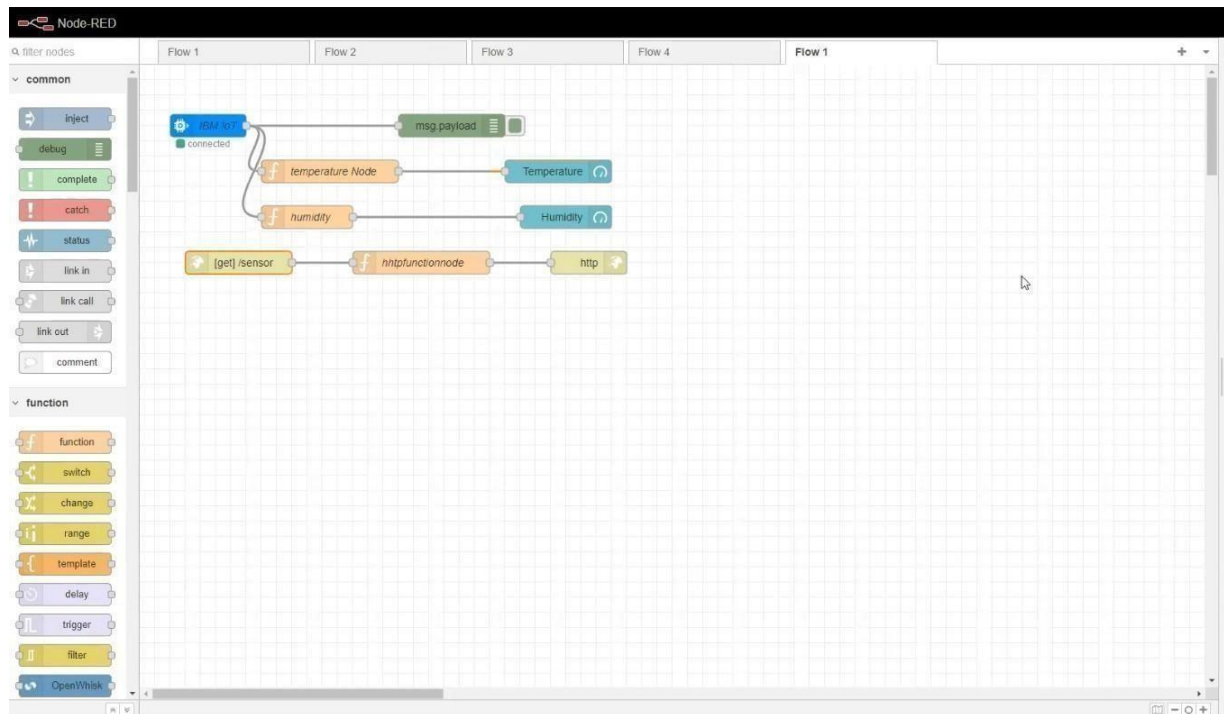 Node-RED
filter nodes
Flow 1
Flow 2
Flow 3
Flow 4
Flow 1
common
inject
debug
complete
catch
status
link in
link call
link out
comment
function
function
switch
change
range
template
delay
trigger
filter
OpenWhisk
IBM IoT
connected
msg.payload
temperature Node
Temperature
humidity
Humidity
[get] /sensor
hhtpfunctionnode
http